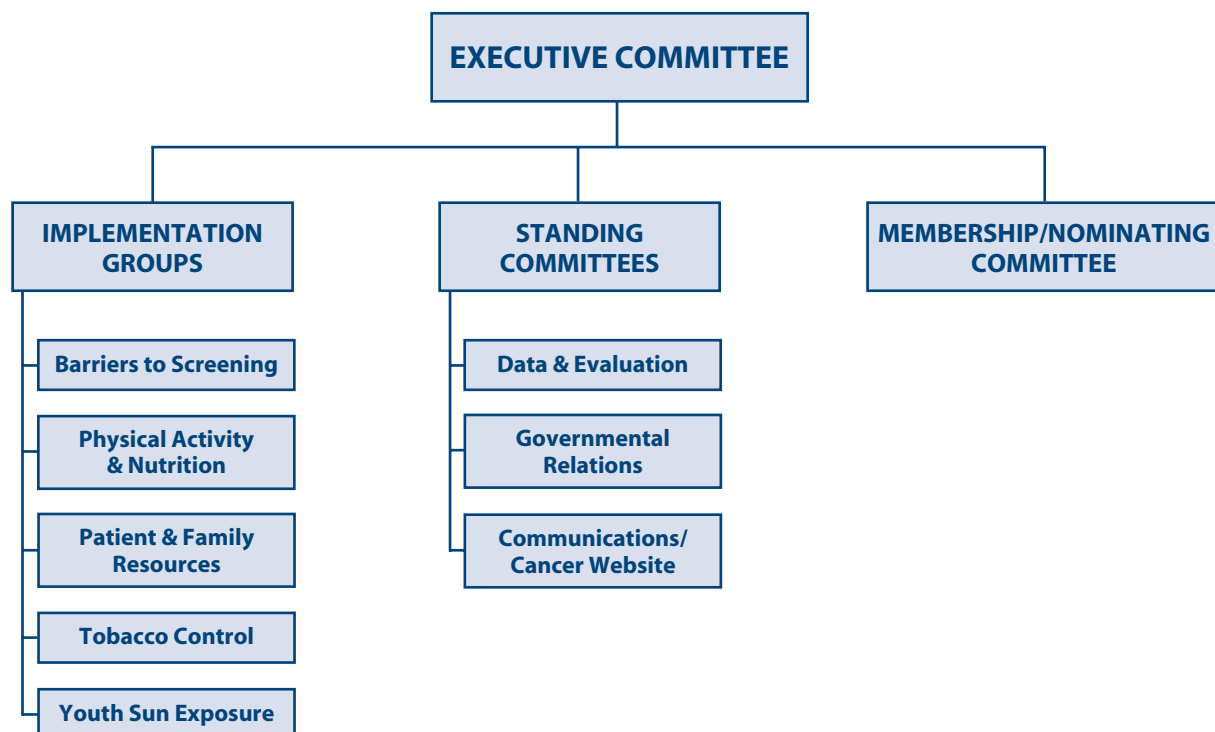 EXECUTIVE COMMITTEE
IMPLEMENTATION
GROUPS
Barriers to Screening
Physical Activity
& Nutrition
Patient & Family
Resources
Tobacco Control
Youth Sun Exposure
STANDING
COMMITTEES
Data & Evaluation
Governmental
Relations
Communications/
Cancer Website
MEMBERSHIP/NOMINATING
COMMITTEE